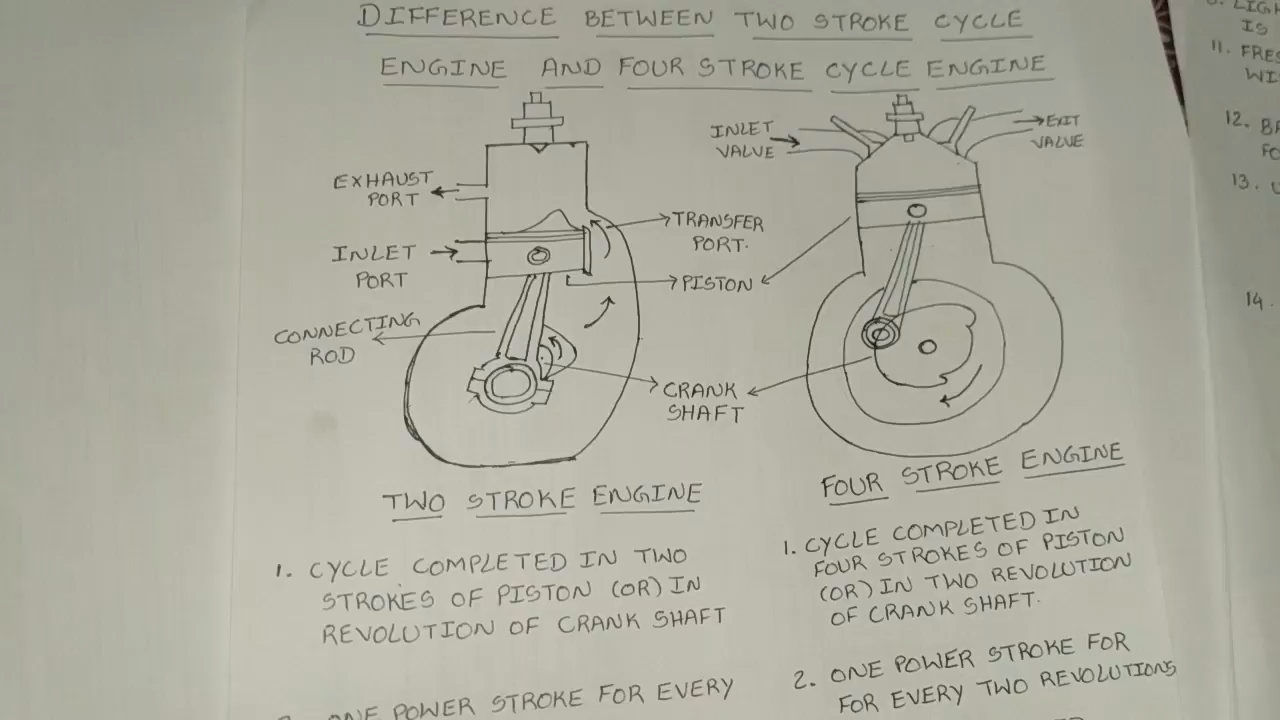 DIFFERENCE BETWEEN TWO STROKE CYCLE
ENGINE AND FOUR STROKE CYCLE ENGINE
EXHAUST
PORT
INLET
PORT
CONNECTING
ROD
TRANSFER
PORT.
PISTON
CRANK
SHAFT
INLET
VALVE
EXIT
VALVE
TWO STROKE ENGINE
1. CYCLE COMPLETED IN TWO
STROKES OF PISTON (OR) IN
REVOLUTION OF CRANK SHAFT
ONE POWER STROKE FOR EVERY
FOUR STROKE ENGINE
1. CYCLE COMPLETED IN
FOUR STROKES OF PISTON
(OR) IN TWO REVOLUTION
OF CRANK SHAFT.
2. ONE POWER STROKE FOR
FOR EVERY TWO REVOLUTIONS
IS
11.
12.
13.
14.